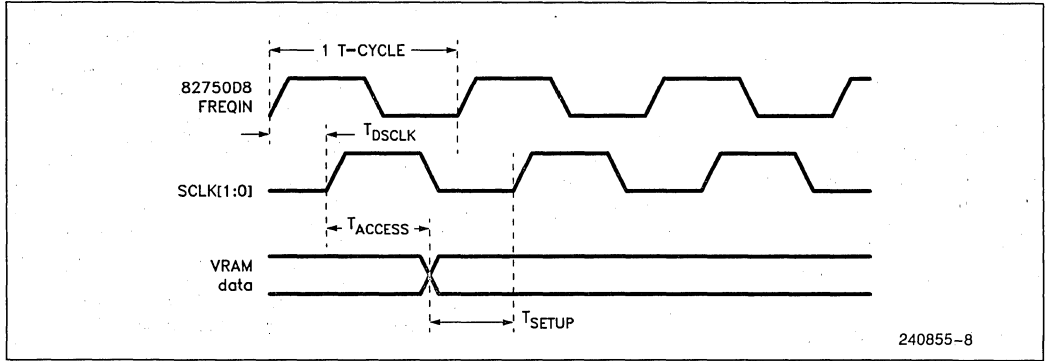 1 T-CYCLE
82750D8
FREQIN
TDSCLK
SCLK[1:0]
TACCESS
VRAM
data
TSETUP
240855-8